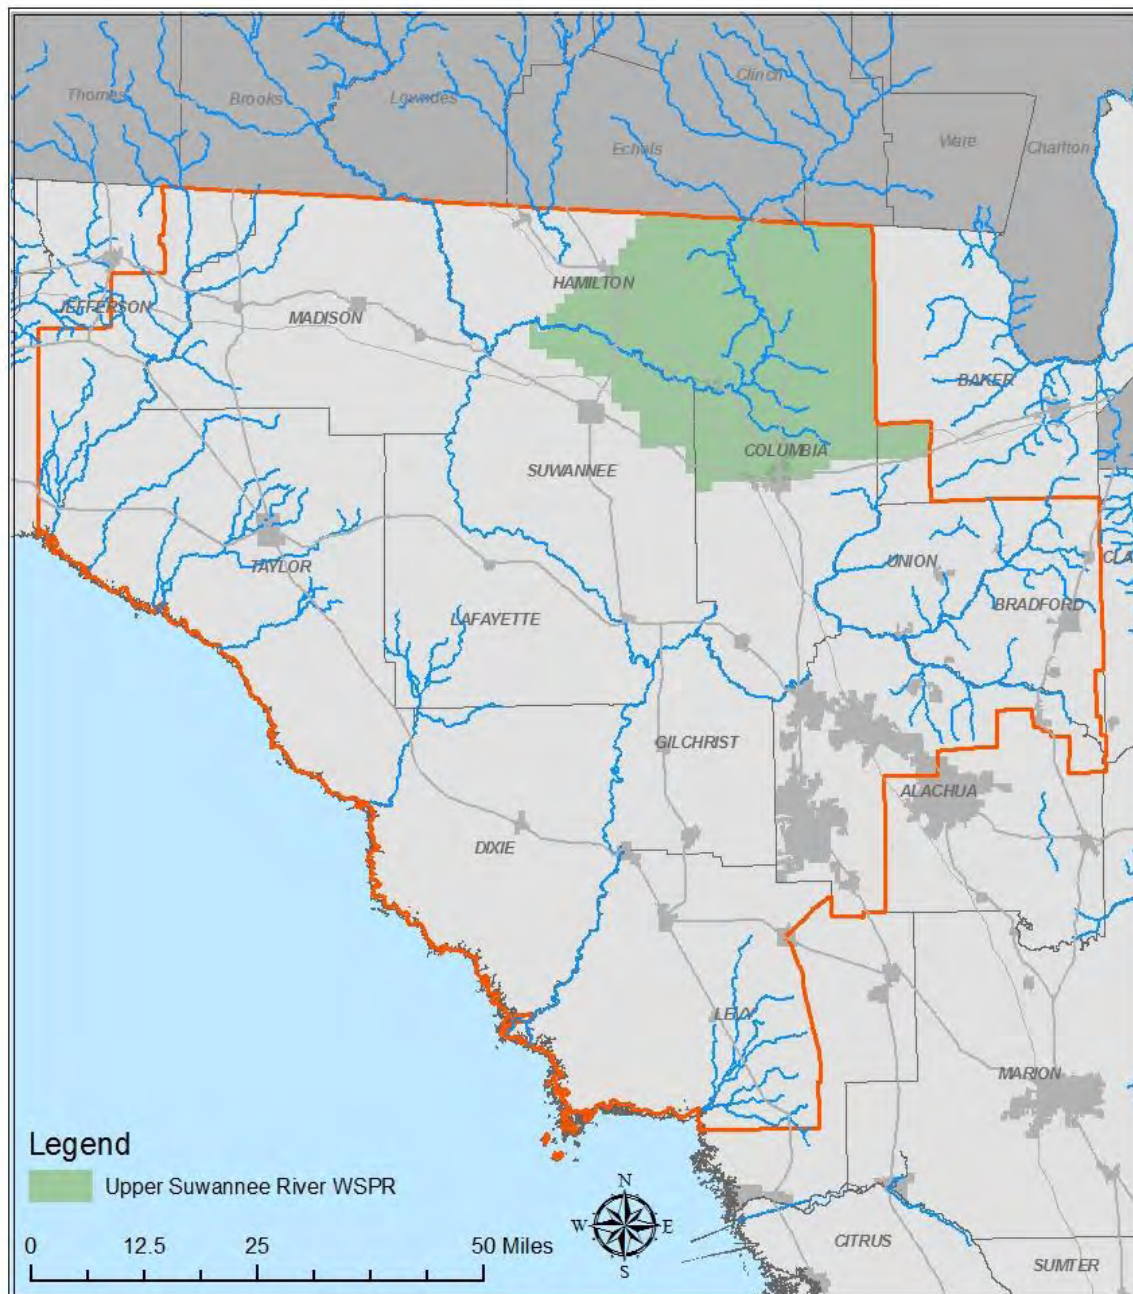 Clinch
Thomas
Brooks
Lowndes
Echols
Ware
Charlton
HAMILTON
JEFFERSON
MADISON
BAKER
COLUMBIA
SUWANNEE
UNION
CLA
TAYLOR
BRADFORD
LAFAYETTE
GILCHRIST
ALACHUA
DIXIE
LEVY
MARION
Legend
Upper Suwannee River WSPR
N
W
E
S
0 12.5 25 50 Miles
CITRUS
SUMTER